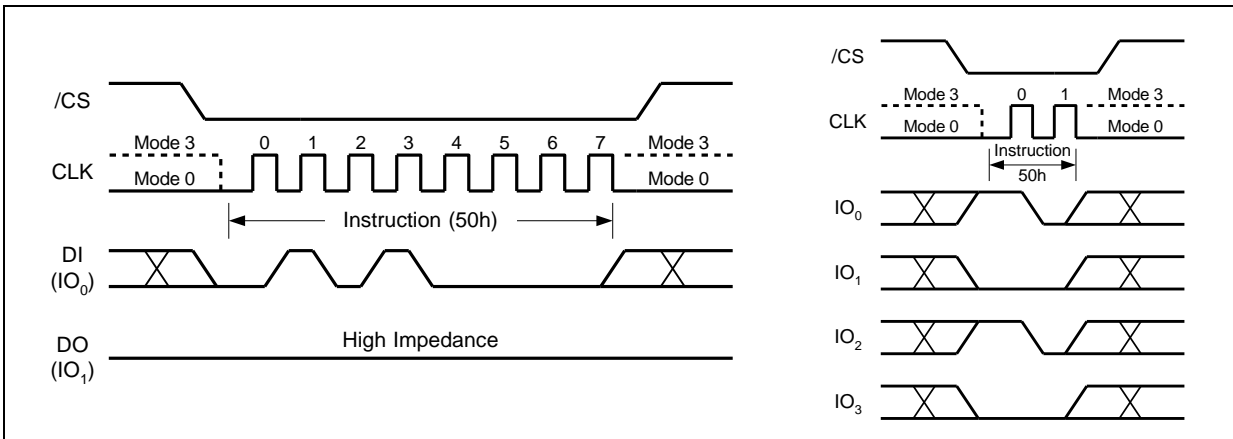 /CS
Mode 3 0 1 2 3 4 5 6 7 Mode 3
CLK
Mode 0 Mode 0
Instruction (50h)
DI
(IO0)
High Impedance
DO
(IO1)
/CS
Mode 3 0 1 Mode 3
CLK
Mode 0 Mode 0
Instruction
50h
IO0
IO1
IO2
IO3